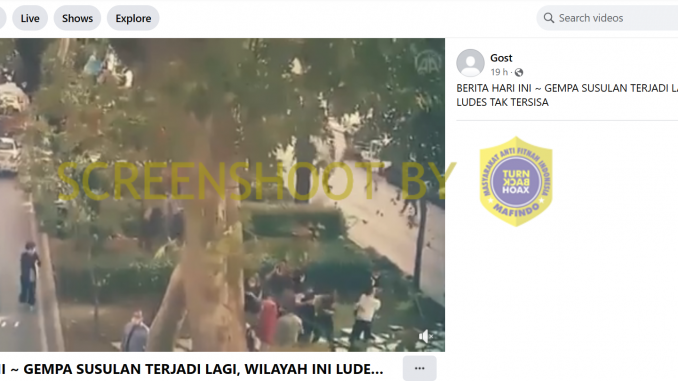 Live
Shows
Explore
Search videos
Gost
19 h ·
BERITA HARI INI ~ GEMPA SUSULAN TERJADI LA
LUDES TAK TERSISA
SCREENSHOOT BY
MASYARAKAT ANTI FITNAH INDONESIA
TURN
BACK
HOAX
MAFINDO
I ~ GEMPA SUSULAN TERJADI LAGI, WILAYAH INI LUDE...